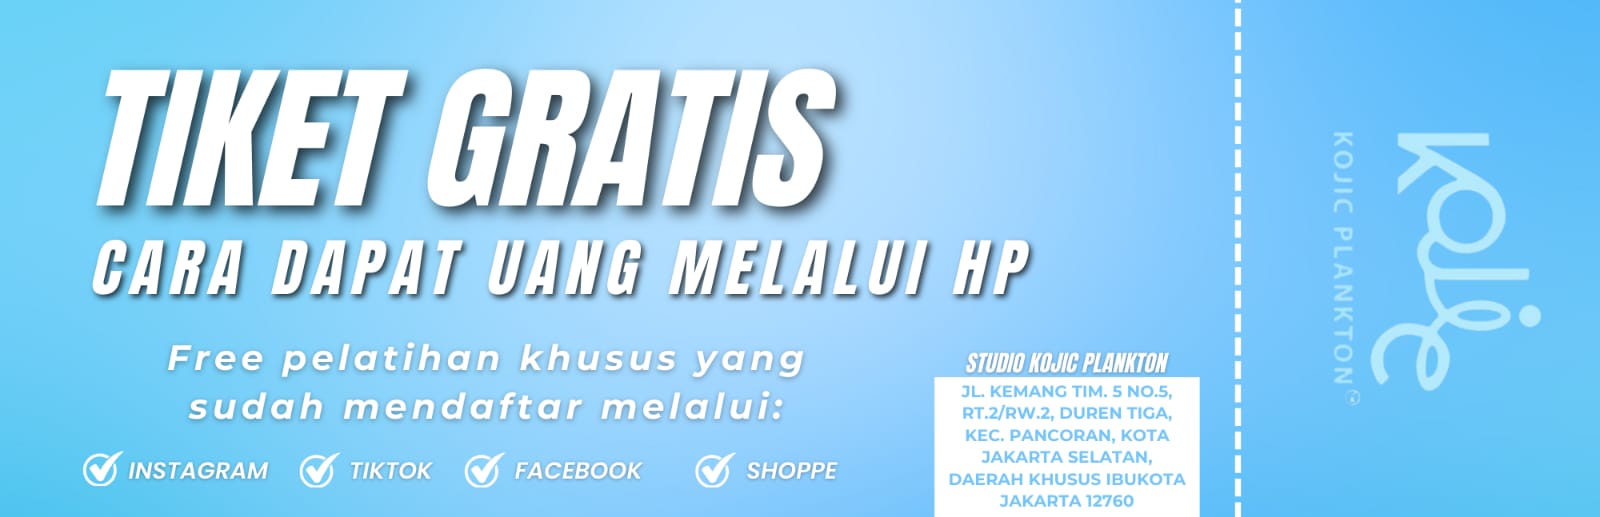 TIKET GRATIS
CARA DAPAT UANG MELALUI HP
Free pelatihan khusus yang
sudah mendaftar melalui:
INSTAGRAM
TIKTOK
FACEBOOK
SHOPPE
STUDIO KOJIC PLANKTON
JL. KEMANG TIM. 5 NO.5,
RT.2/RW.2, DUREN TIGA,
KEC. PANCORAN, KOTA
JAKARTA SELATAN,
DAERAH KHUSUS IBUKOTA
JAKARTA 12760
kojic
KOJIC PLANKTON